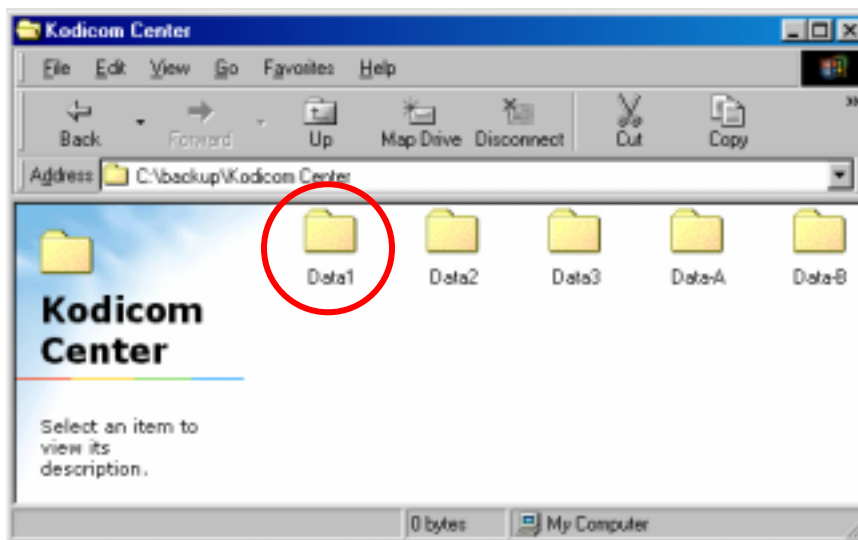 Kodicom Center
File Edit View Go Favorites Help
Back Forward Up Map Drive Disconnect Cut Copy »
Address C:\backup\Kodicom Center
Data1 Data2 Data3 Data-A Data-B
Kodicom
Center
Select an item to
view its
description.
0 bytes My Computer